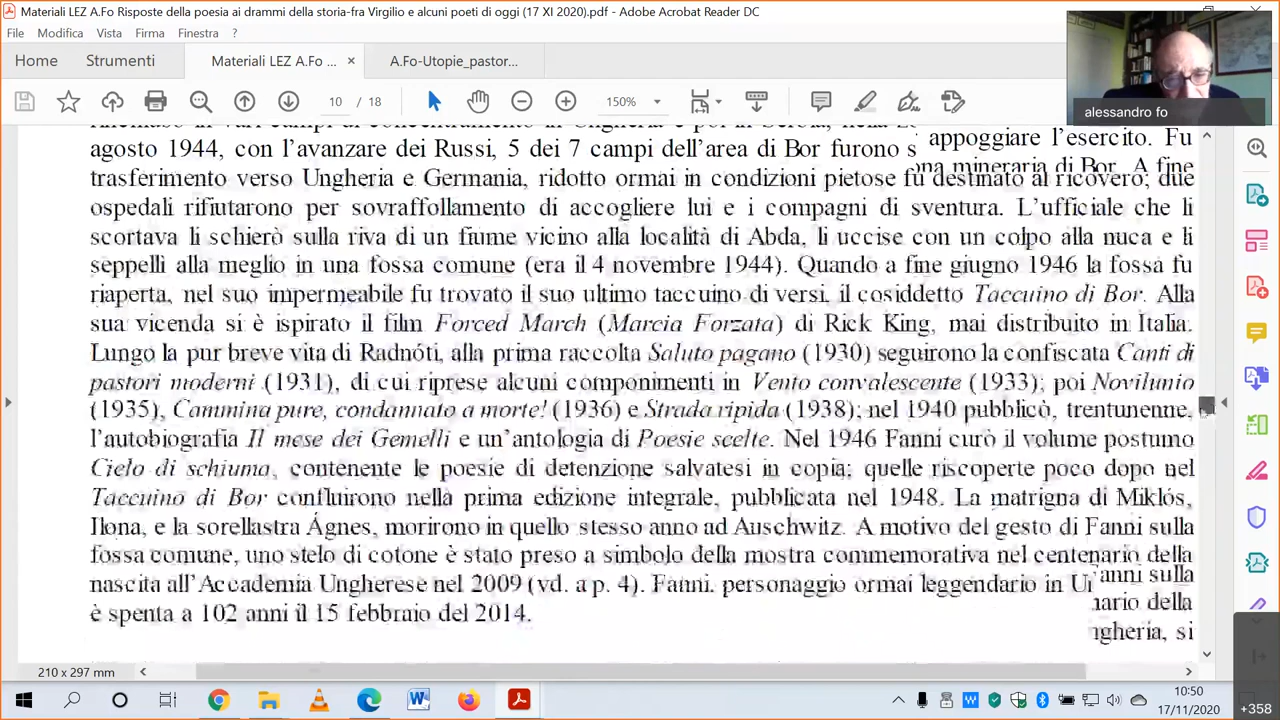 Materiali LEZ A.Fo Risposte della poesia ai drammi della storia-fra Virgilio e alcuni poeti di oggi (17 XI 2020).pdf - Adobe Acrobat Reader DC
File Modifica Vista Firma Finestra ?
Home Strumenti Materiali LEZ A.Fo ... × A.Fo-Utopie_pastor...
10 / 18 150%
alessandro fo
agosto 1944, con l'avanzare dei Russi, 5 dei 7 campi dell'area di Bor furono s
appoggiare l'esercito. Fu
ona mineraria di Bor. A fine
trasferimento verso Ungheria e Germania, ridotto ormai in condizioni pietose fu destinato al ricovero; due
ospedali rifiutarono per sovraffollamento di accogliere lui e i compagni di sventura. L'ufficiale che li
scortava li schierò sulla riva di un fiume vicino alla località di Abda, li uccise con un colpo alla nuca e li
seppellì alla meglio in una fossa comune (era il 4 novembre 1944). Quando a fine giugno 1946 la fossa fu
riaperta, nel suo impermeabile fu trovato il suo ultimo taccuino di versi, il cosiddetto Taccuino di Bor. Alla
sua vicenda si è ispirato il film Forced March (Marcia Forzata) di Rick King, mai distribuito in Italia.
Lungo la pur breve vita di Radnóti, alla prima raccolta Saluto pagano (1930) seguirono la confiscata Canti di
pastori moderni (1931), di cui riprese alcuni componimenti in Vento convalescente (1933); poi Novilunio
(1935), Cammina pure, condannato a morte! (1936) e Strada ripida (1938); nel 1940 pubblicò, trentunenne,
l'autobiografia Il mese dei Gemelli e un'antologia di Poesie scelte. Nel 1946 Fanni curò il volume postumo
Cielo di schiuma, contenente le poesie di detenzione salvatesi in copia; quelle riscoperte poco dopo nel
Taccuino di Bor confluirono nella prima edizione integrale, pubblicata nel 1948. La matrigna di Miklós,
Ilona, e la sorellastra Ágnes, morirono in quello stesso anno ad Auschwitz. A motivo del gesto di Fanni sulla
fossa comune, uno stelo di cotone è stato preso a simbolo della mostra commemorativa nel centenario della
nascita all'Accademia Ungherese nel 2009 (vd. a p. 4). Fanni, personaggio ormai leggendario in Un
anni sulla
è spenta a 102 anni il 15 febbraio del 2014.
nario della
ngheria, si
210 x 297 mm
10:50
17/11/2020
+358